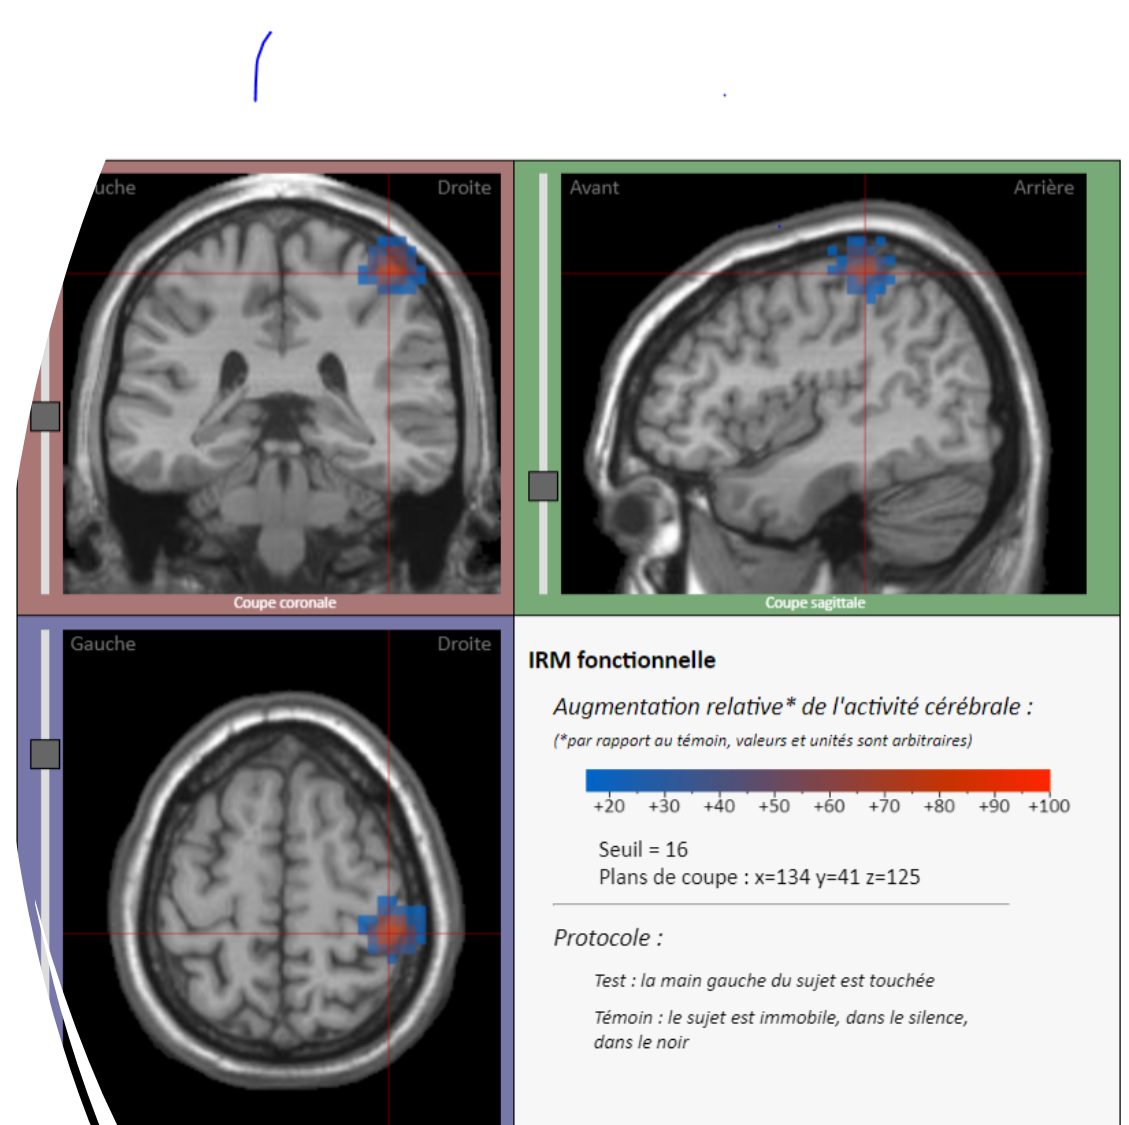 uche
Droite
Avant
Arrière
Coupe coronale
Coupe sagittale
Gauche
Droite
IRM fonctionnelle
Augmentation relative* de l'activité cérébrale :
(*par rapport au témoin, valeurs et unités sont arbitraires)
+20 +30 +40 +50 +60 +70 +80 +90 +100
Seuil = 16
Plans de coupe : x=134 y=41 z=125
Protocole :
Test : la main gauche du sujet est touchée
Témoin : le sujet est immobile, dans le silence,
dans le noir